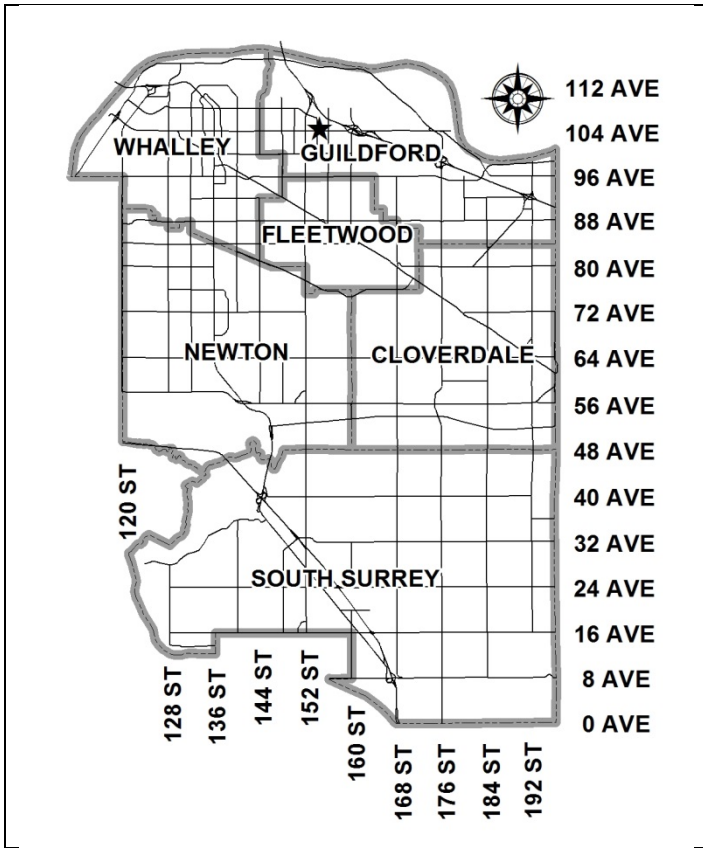 112 AVE
104 AVE
WHALLEY
GUILDFORD
96 AVE
88 AVE
FLEETWOOD
80 AVE
72 AVE
NEWTON
CLOVERDALE
64 AVE
56 AVE
48 AVE
120 ST
40 AVE
32 AVE
SOUTH SURREY
24 AVE
16 AVE
8 AVE
0 AVE
128 ST
136 ST
144 ST
152 ST
160 ST
168 ST
176 ST
184 ST
192 ST